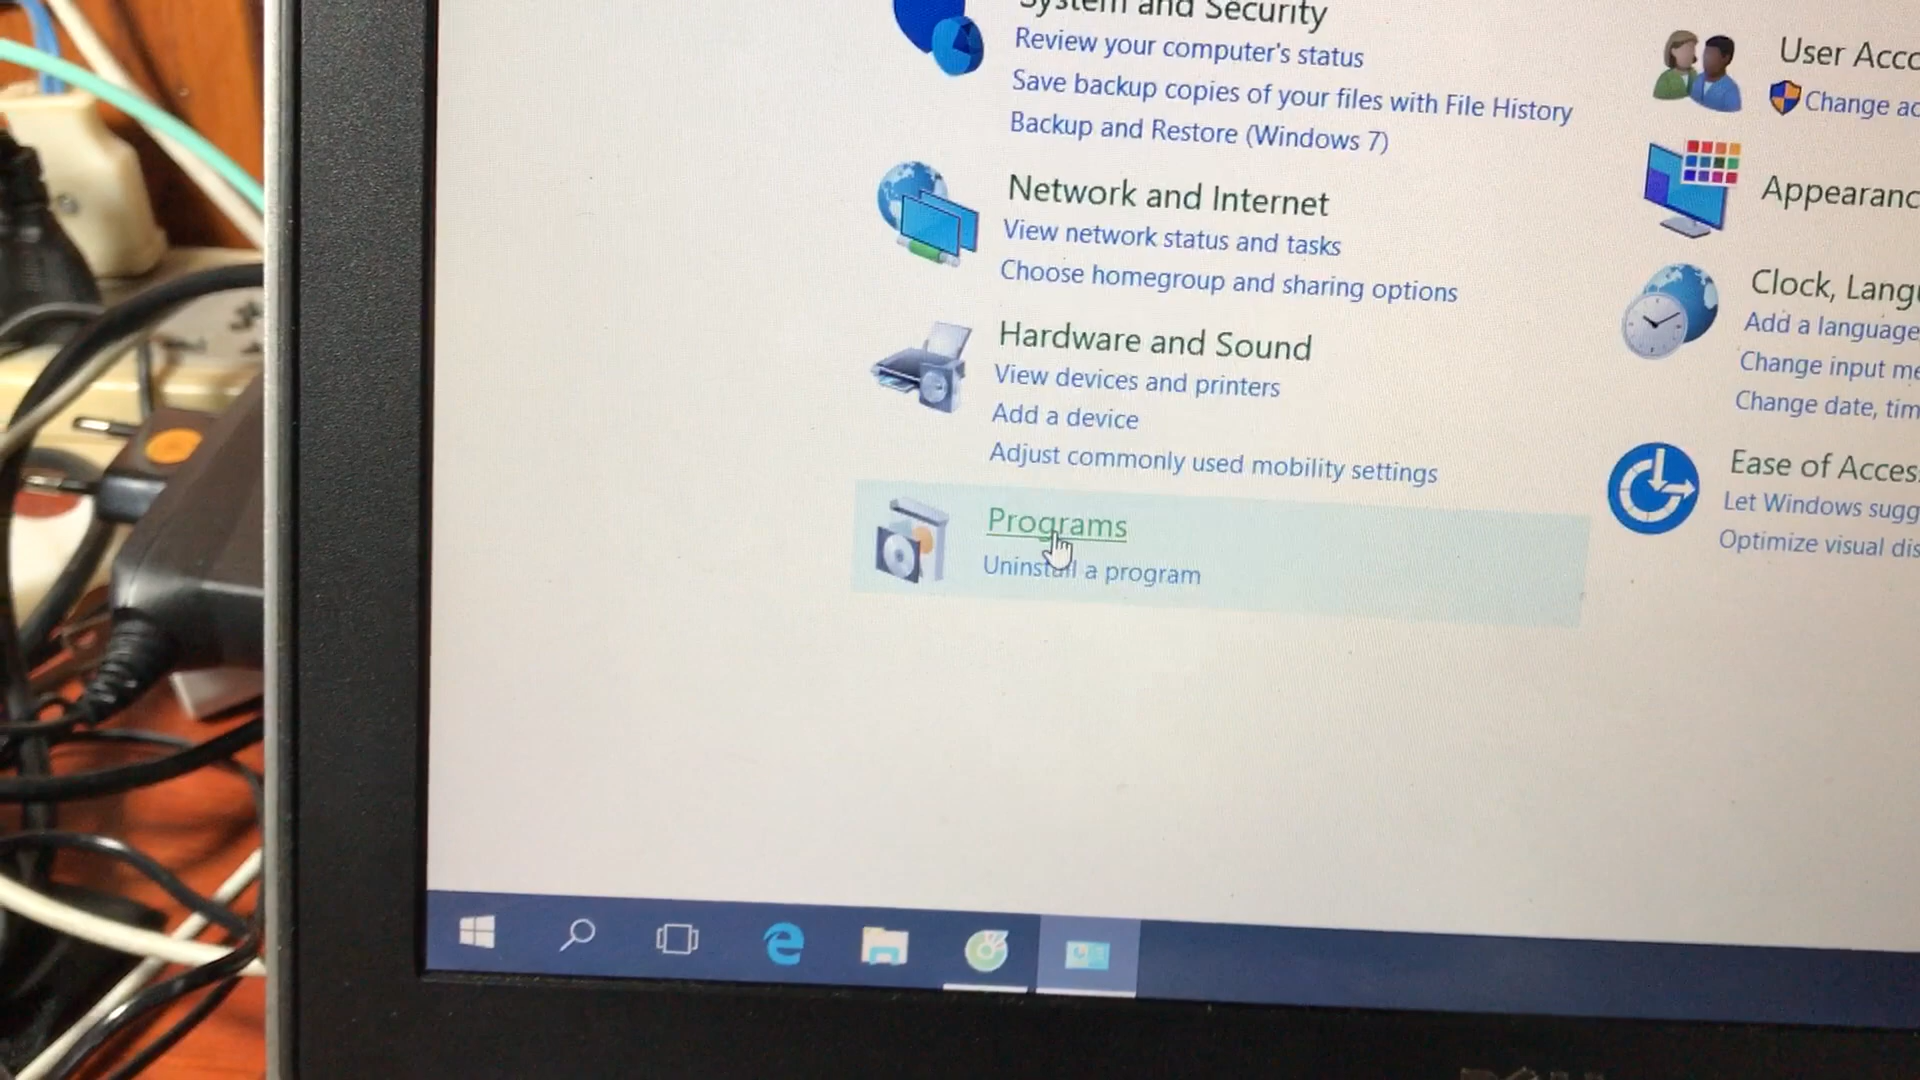 System and Security
Review your computer's status
Save backup copies of your files with File History
Backup and Restore (Windows 7)
Network and Internet
View network status and tasks
Choose homegroup and sharing options
Hardware and Sound
View devices and printers
Add a device
Adjust commonly used mobility settings
Programs
Uninstall a program
User Acco
Change ac
Appearanc
Clock, Langu
Add a language
Change input me
Change date, tim
Ease of Access
Let Windows sugg
Optimize visual dis